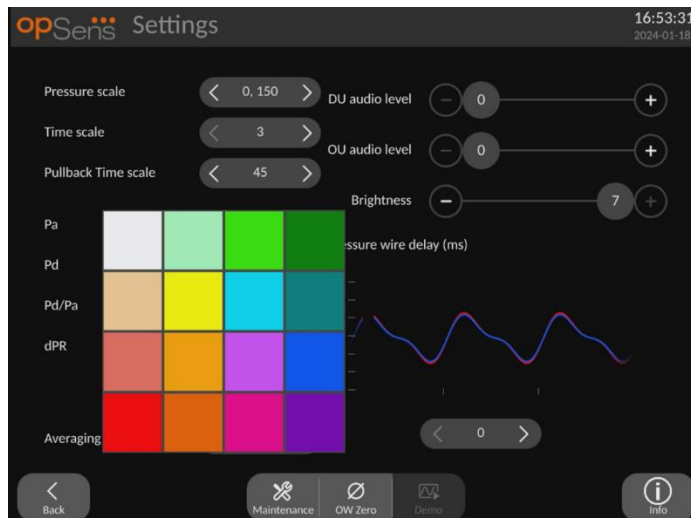 opSens Settings
16:53:31
2024-01-18
Pressure scale 0, 150
Time scale 3
Pullback Time scale 45
DU audio level 0
OU audio level 0
Brightness 7
Pa
Pd
Pd/Pa
dPR
Averaging
essure wire delay (ms)
0
Back
Maintenance
OW Zero
Demo
Info